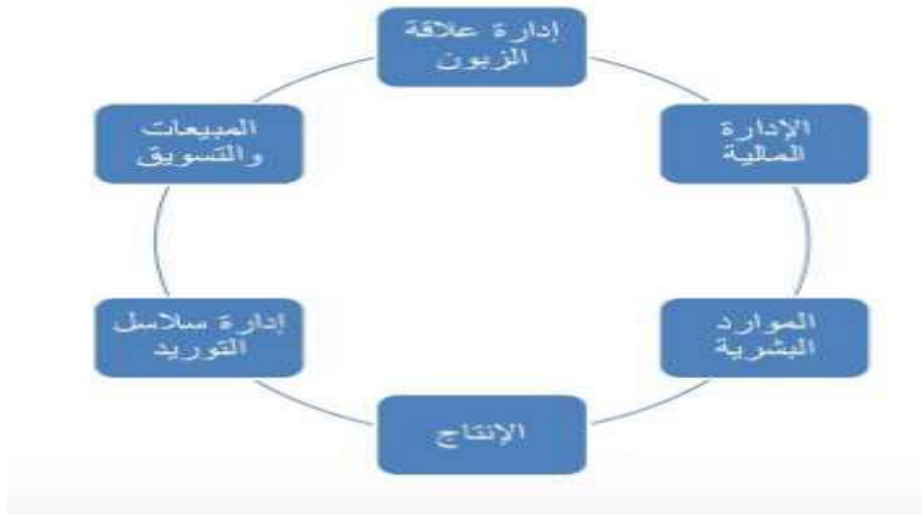 إدارة علاقة
الزبون
الإدارة
المالية
الموارد
البشرية
الإنتاج
إدارة سلاسل
التوريد
المبيعات
والتسويق